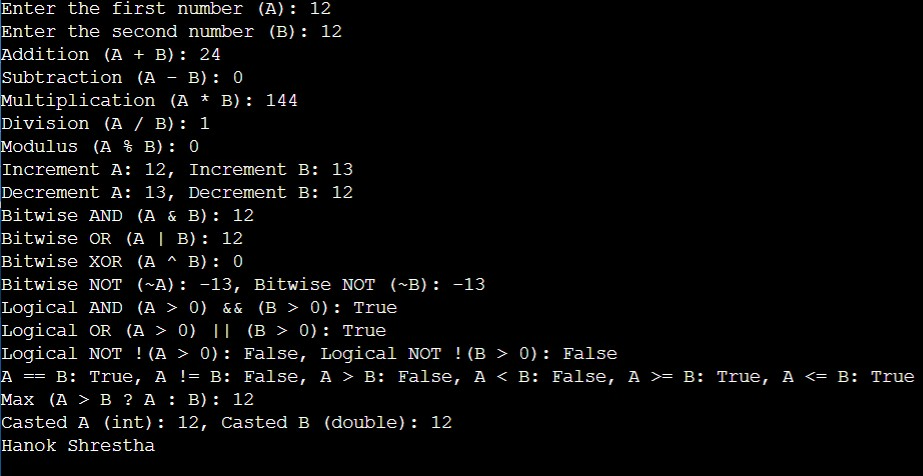 Enter the first number (A): 12
Enter the second number (B): 12
Addition (A + B): 24
Subtraction (A - B): 0
Multiplication (A * B): 144
Division (A / B): 1
Modulus (A % B): 0
Increment A: 12, Increment B: 13
Decrement A: 13, Decrement B: 12
Bitwise AND (A & B): 12
Bitwise OR (A | B): 12
Bitwise XOR (A ^ B): 0
Bitwise NOT (~A): -13, Bitwise NOT (~B): -13
Logical AND (A > 0) && (B > 0): True
Logical OR (A > 0) || (B > 0): True
Logical NOT !(A > 0): False, Logical NOT !(B > 0): False
A == B: True, A != B: False, A > B: False, A < B: False, A >= B: True, A <= B: True
Max (A > B ? A : B): 12
Casted A (int): 12, Casted B (double): 12
Hanok Shrestha